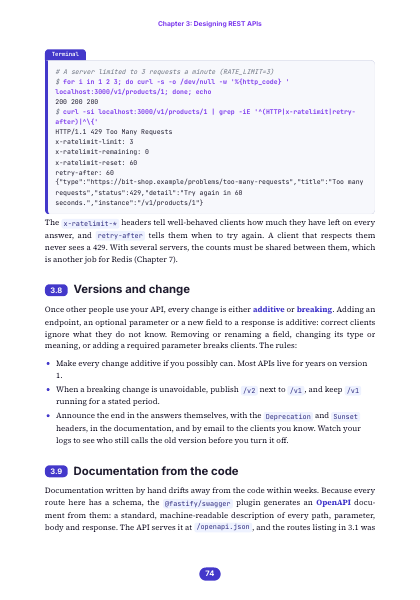 Chapter 3: Designing REST APIs
Terminal
# A server limited to 3 requests a minute (RATE_LIMIT=3)
$ for i in 1 2 3; do curl -s -o /dev/null -w '%{http_code} '
localhost:3000/v1/products/1; done; echo
200 200 200
$ curl -si localhost:3000/v1/products/1 | grep -iE '^(HTTP|x-ratelimit|retry-
after)|^\{'
HTTP/1.1 429 Too Many Requests
x-ratelimit-limit: 3
x-ratelimit-remaining: 0
x-ratelimit-reset: 60
retry-after: 60
{"type":"https://bit-shop.example/problems/too-many-requests","title":"Too many
requests","status":429,"detail":"Try again in 60
seconds.","instance":"/v1/products/1"}
The x-ratelimit-* headers tell well-behaved clients how much they have left on every
answer, and retry-after tells them when to try again. A client that respects them
never sees a 429. With several servers, the counts must be shared between them, which
is another job for Redis (Chapter 7).
3.8 Versions and change
Once other people use your API, every change is either additive or breaking. Adding an
endpoint, an optional parameter or a new field to a response is additive: correct clients
ignore what they do not know. Removing or renaming a field, changing its type or
meaning, or adding a required parameter breaks clients. The rules:
• Make every change additive if you possibly can. Most APIs live for years on version
1.
• When a breaking change is unavoidable, publish /v2 next to /v1, and keep /v1
running for a stated period.
• Announce the end in the answers themselves, with the Deprecation and Sunset
headers, in the documentation, and by email to the clients you know. Watch your
logs to see who still calls the old version before you turn it off.
3.9 Documentation from the code
Documentation written by hand drifts away from the code within weeks. Because every
route here has a schema, the @fastify/swagger plugin generates an OpenAPI docu-
ment from them: a standard, machine-readable description of every path, parameter,
body and response. The API serves it at /openapi.json, and the routes listing in 3.1 was
74